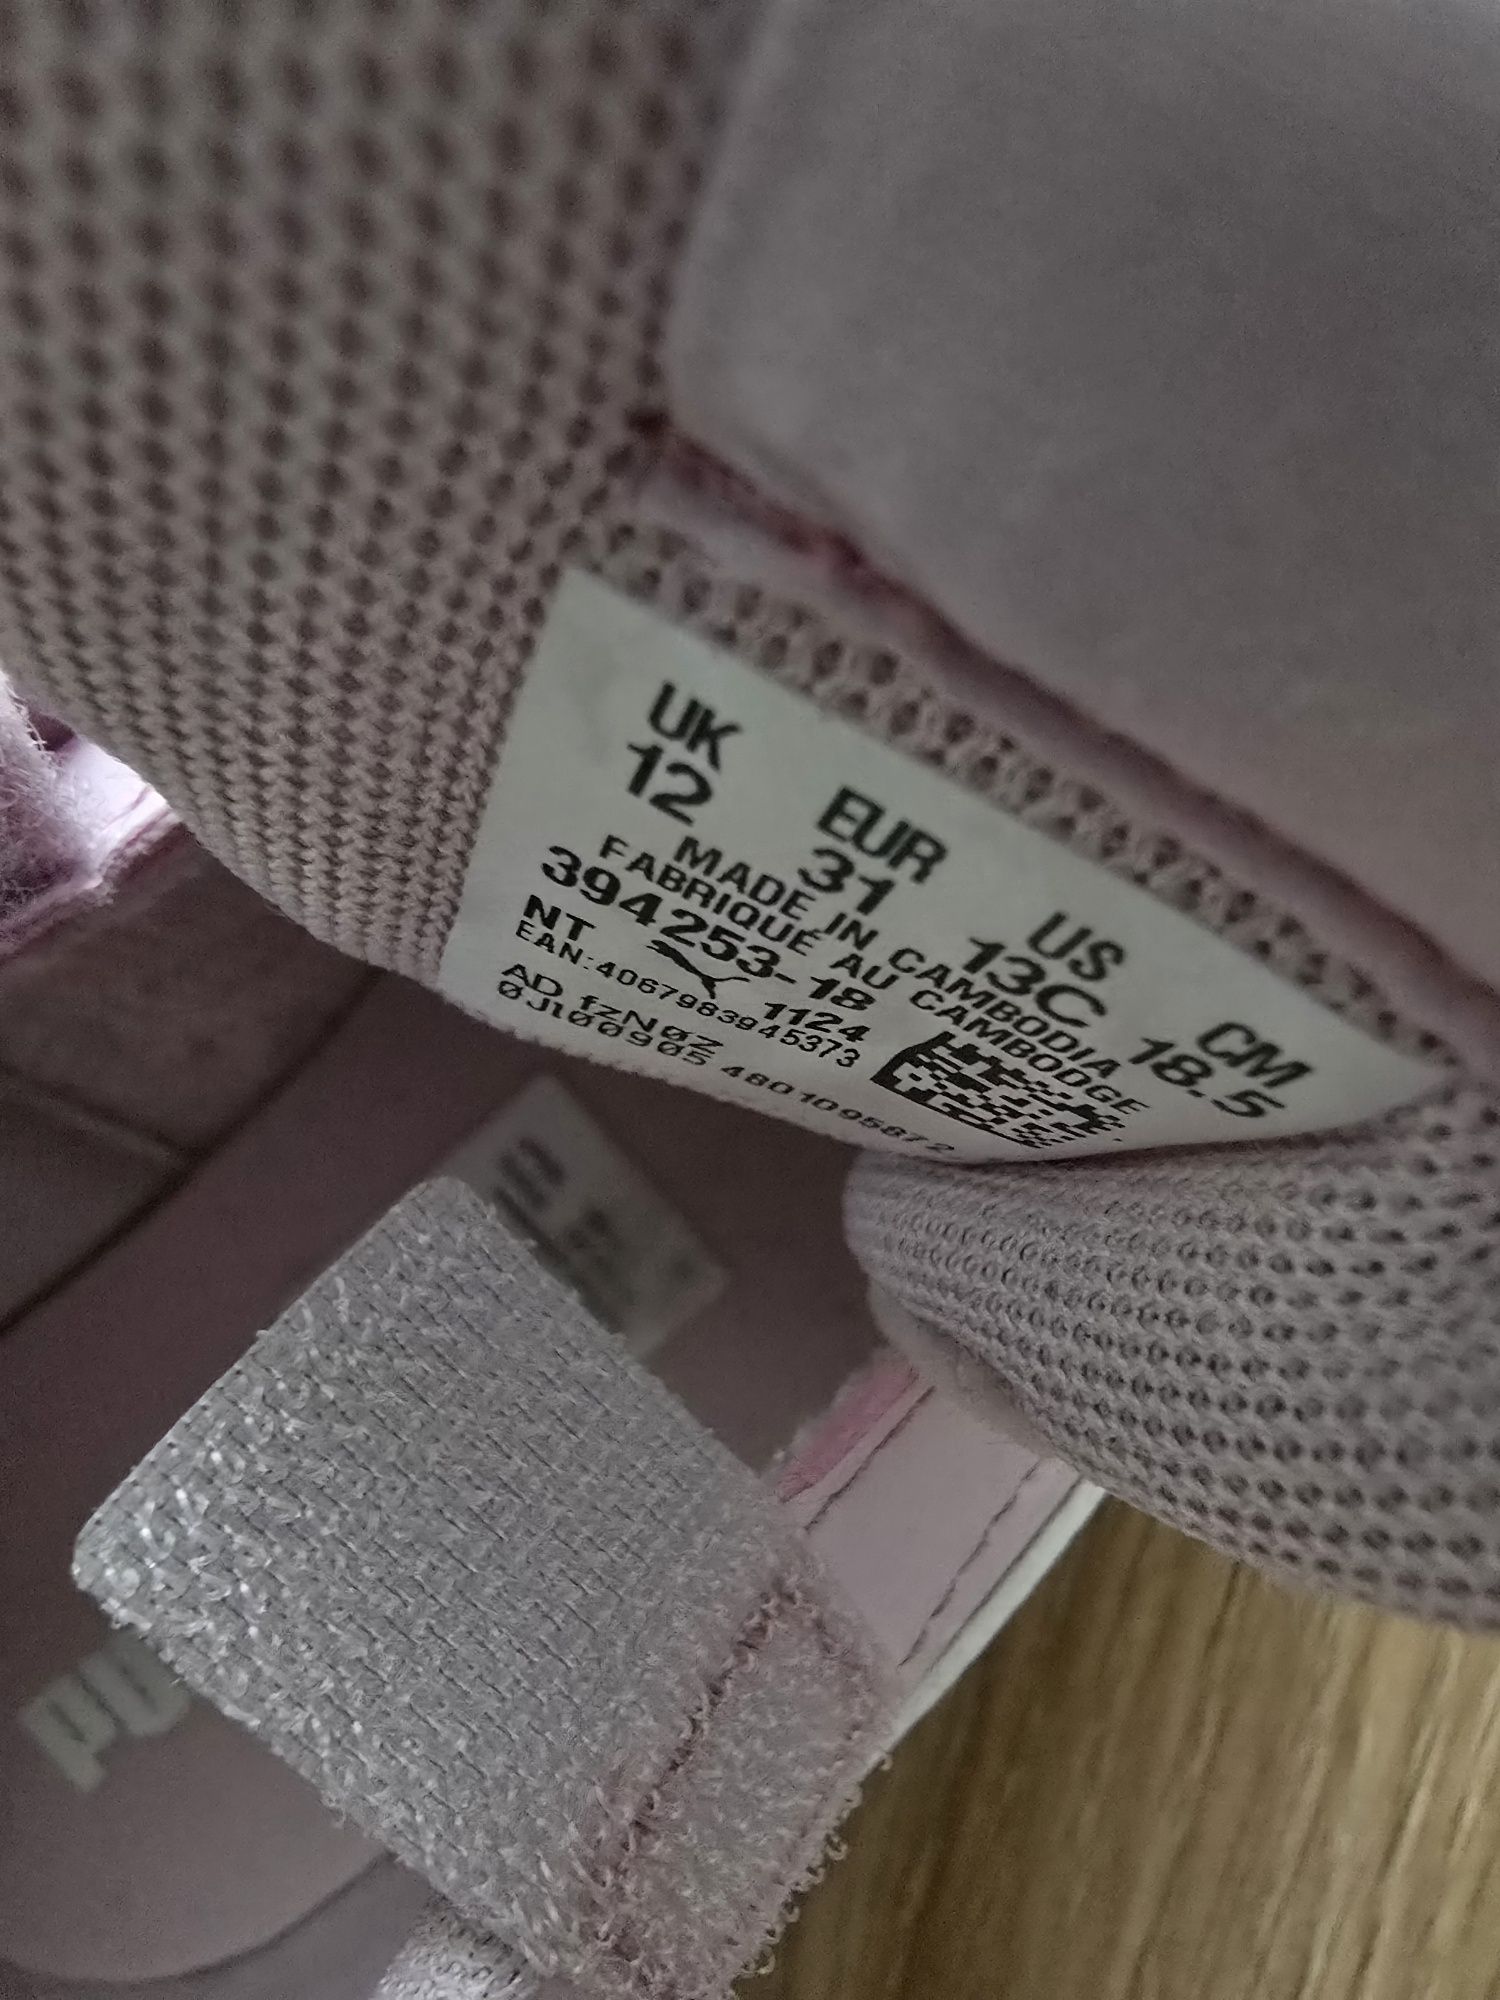 UK EUR US CM
12 31 13C 18.5
MADE IN CAMBODIA
FABRIQUÉ AU CAMBODGE
394253-18
NT 1124
EAN:4067983945373
AD fzN0Z
0J100905 4801095672